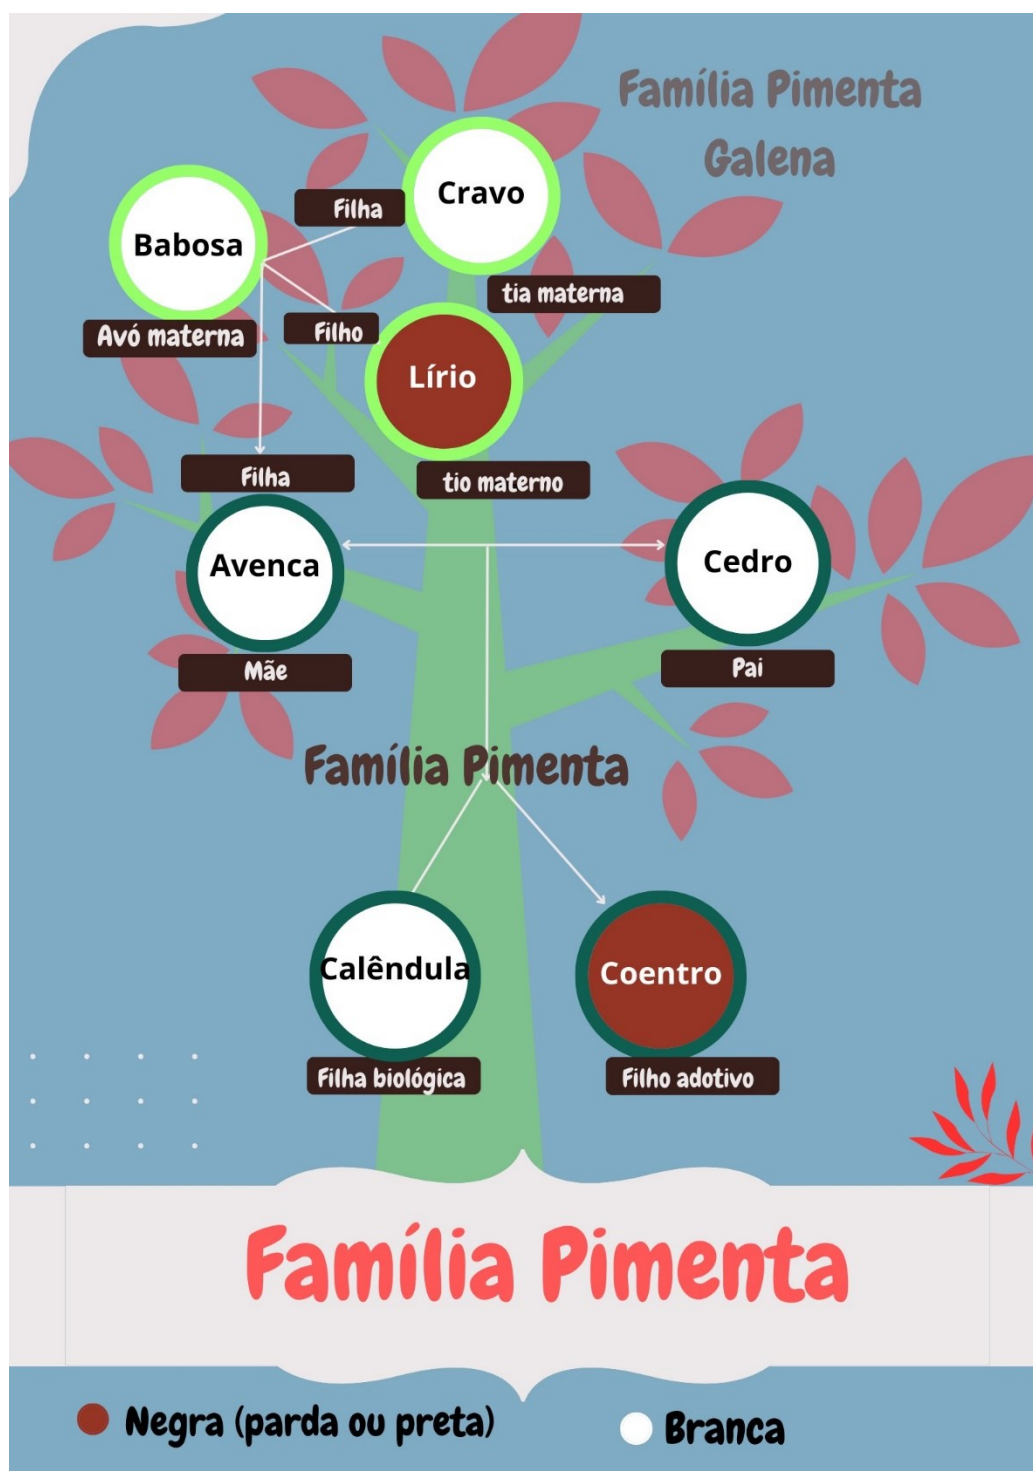 Família Pimenta
Galena
Cravo
Filha
Babosa
tia materna
Avó materna
Filho
Lírio
Filha
tio materno
Avenca
Cedro
Mãe
Pai
Família Pimenta
Calêndula
Coentro
Filha biológica
Filho adotivo
Família Pimenta
Negra (parda ou preta)
Branca